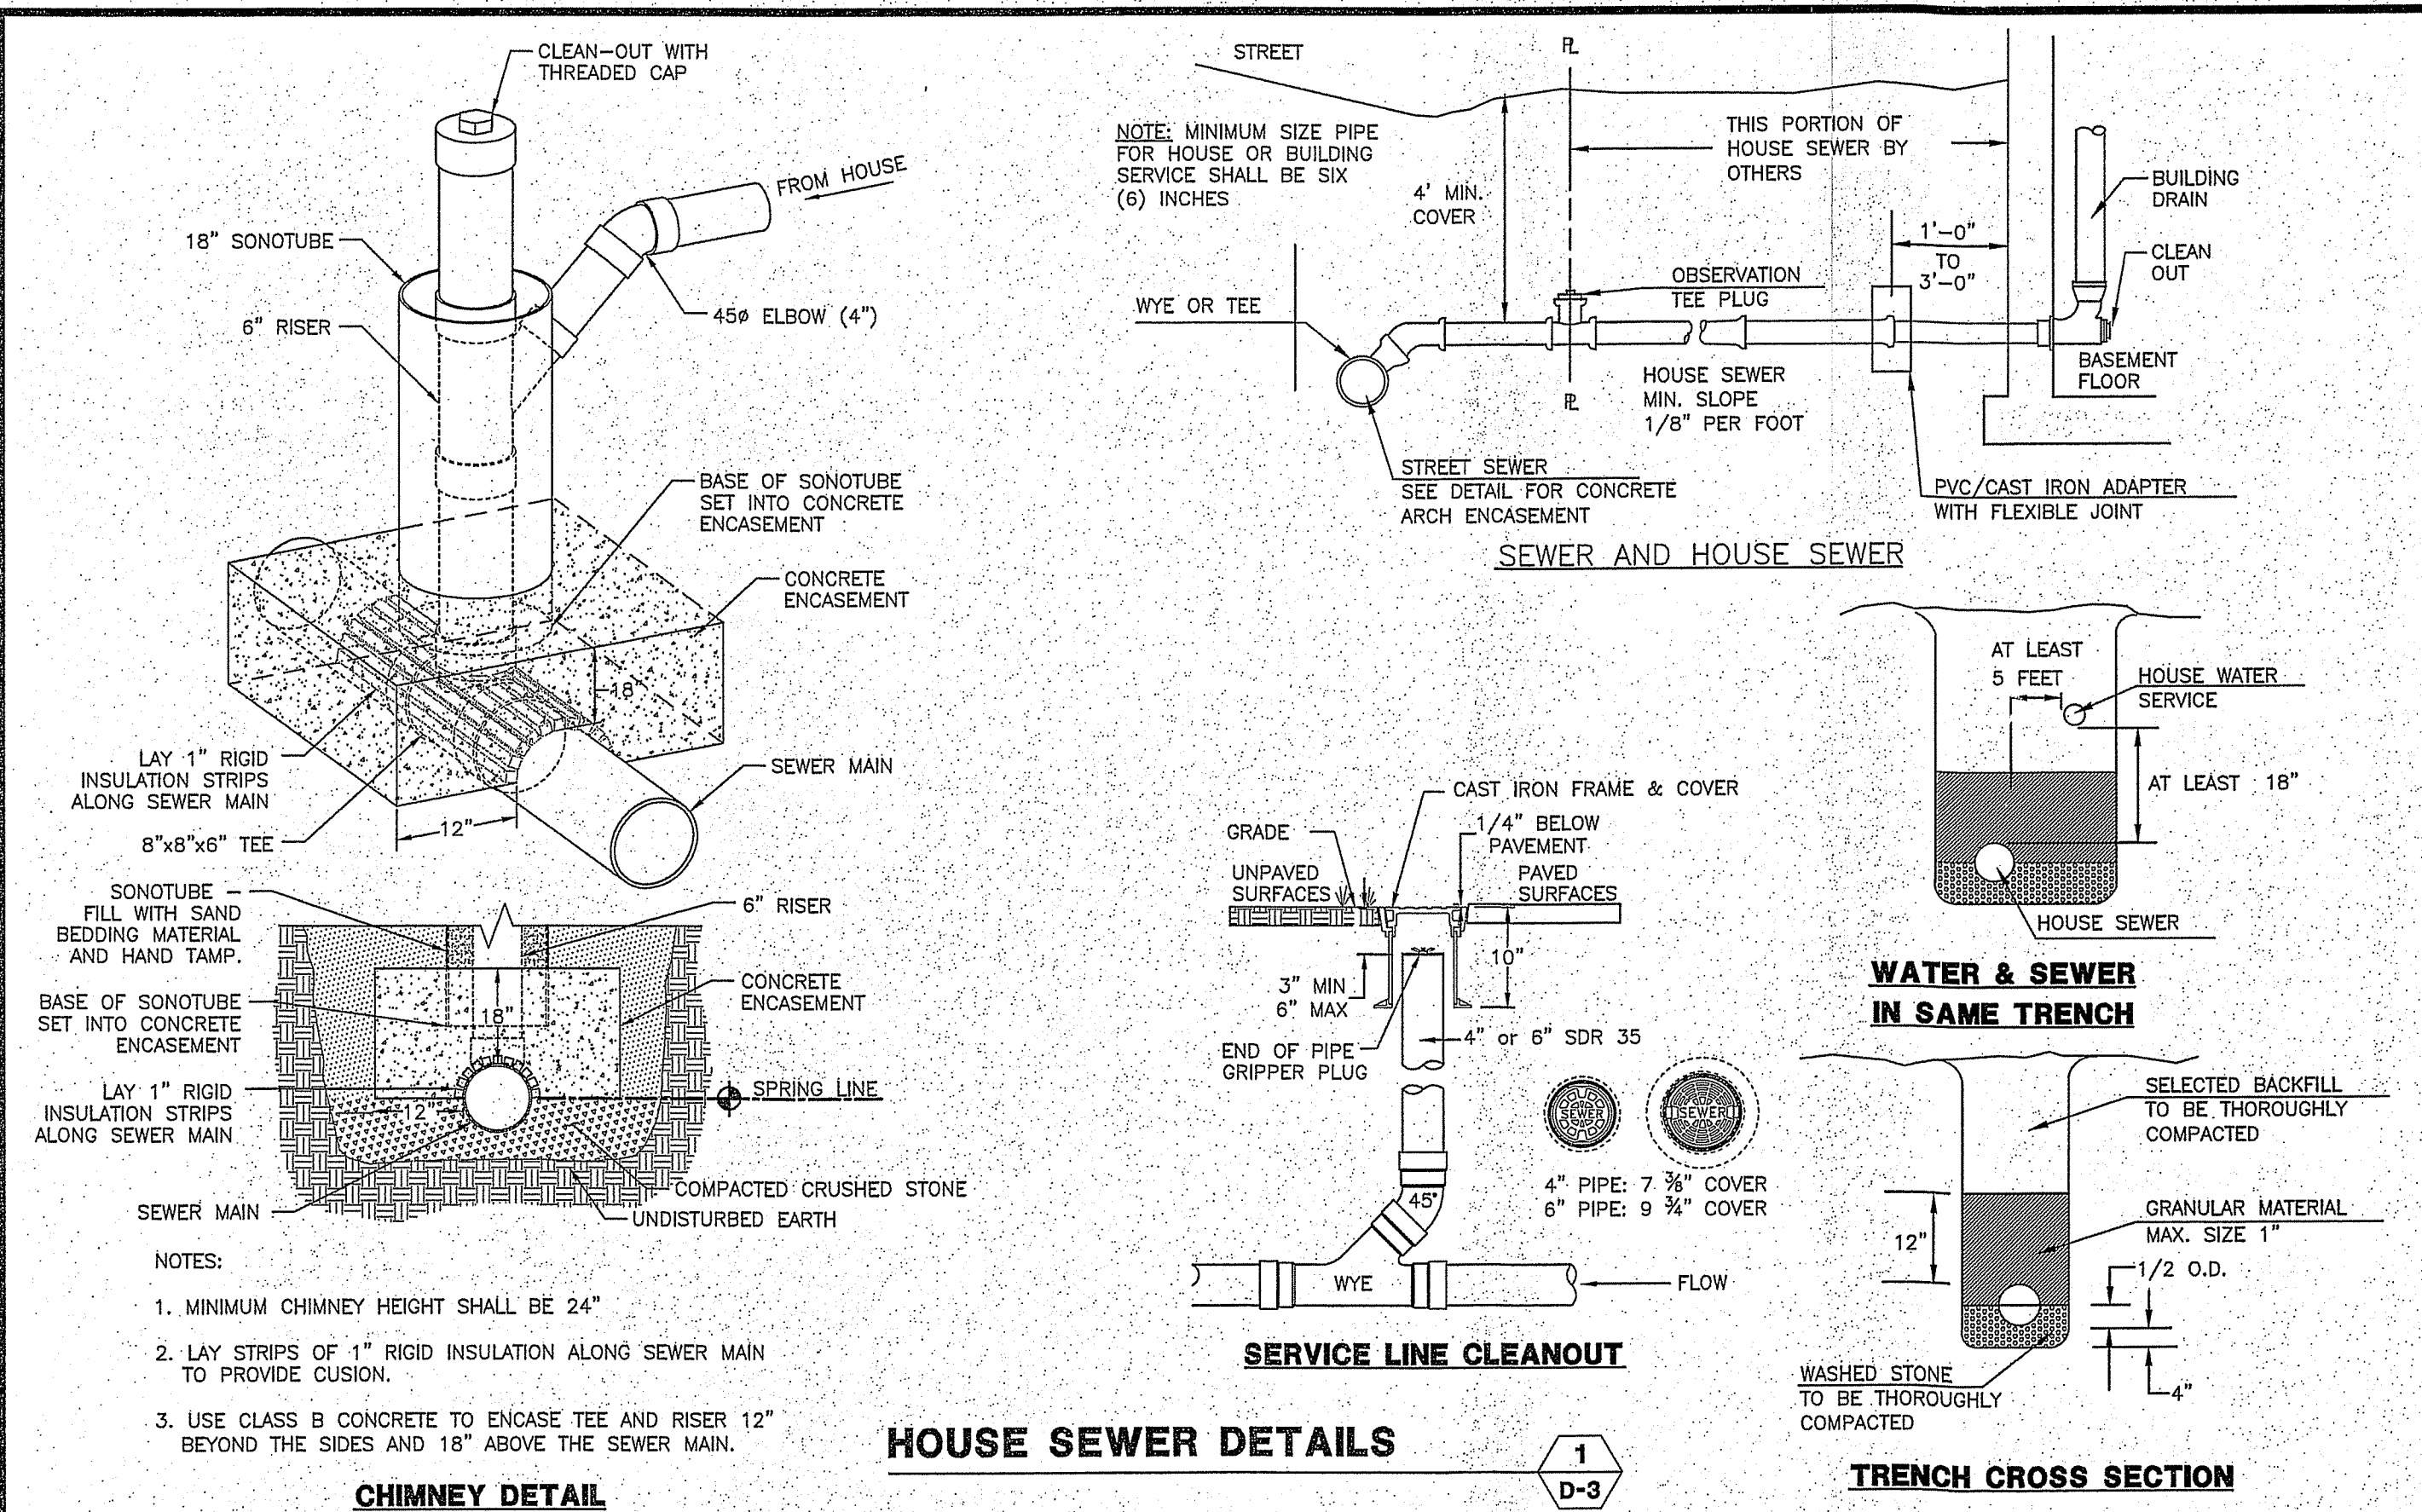 CLEAN-OUT WITH
THREADED CAP
FROM HOUSE
18" SONOTUBE
6" RISER
45ø ELBOW (4")
BASE OF SONOTUBE
SET INTO CONCRETE
ENCASEMENT
CONCRETE
ENCASEMENT
18"
LAY 1" RIGID
INSULATION STRIPS
ALONG SEWER MAIN
SEWER MAIN
12"
8"x8"x6" TEE
SONOTUBE -
FILL WITH SAND
BEDDING MATERIAL
AND HAND TAMP.
6" RISER
BASE OF SONOTUBE
SET INTO CONCRETE
ENCASEMENT
18"
CONCRETE
ENCASEMENT
LAY 1" RIGID
INSULATION STRIPS
ALONG SEWER MAIN
12
SPRING LINE
SEWER MAIN
COMPACTED CRUSHED STONE
UNDISTURBED EARTH
NOTES:
1. MINIMUM CHIMNEY HEIGHT SHALL BE 24"
2. LAY STRIPS OF 1" RIGID INSULATION ALONG SEWER MAIN
TO PROVIDE CUSION.
3. USE CLASS B CONCRETE TO ENCASE TEE AND RISER 12"
BEYOND THE SIDES AND 18" ABOVE THE SEWER MAIN.
CHIMNEY DETAIL
STREET
PL
NOTE: MINIMUM SIZE PIPE
FOR HOUSE OR BUILDING
SERVICE SHALL BE SIX
(6) INCHES
4' MIN.
COVER
THIS PORTION OF
HOUSE SEWER BY
OTHERS
BUILDING
DRAIN
1'-0"
TO
3'-0"
CLEAN
OUT
WYE OR TEE
OBSERVATION
TEE PLUG
BASEMENT
FLOOR
HOUSE SEWER
MIN. SLOPE
1/8" PER FOOT
PL
STREET SEWER
SEE DETAIL FOR CONCRETE
ARCH ENCASEMENT
PVC/CAST IRON ADAPTER
WITH FLEXIBLE JOINT
SEWER AND HOUSE SEWER
AT LEAST
5 FEET
HOUSE WATER
SERVICE
AT LEAST 18"
HOUSE SEWER
WATER & SEWER
IN SAME TRENCH
CAST IRON FRAME & COVER
GRADE
1/4" BELOW
PAVEMENT
UNPAVED
SURFACES
PAVED
SURFACES
10"
3" MIN
6" MAX
END OF PIPE
GRIPPER PLUG
4" or 6" SDR 35
SEWER
SEWER
4" PIPE: 7 ⅜" COVER
6" PIPE: 9 ¾" COVER
45°
WYE
FLOW
SERVICE LINE CLEANOUT
SELECTED BACKFILL
TO BE THOROUGHLY
COMPACTED
12"
GRANULAR MATERIAL
MAX. SIZE 1"
1/2 O.D.
4"
WASHED STONE
TO BE THOROUGHLY
COMPACTED
TRENCH CROSS SECTION
HOUSE SEWER DETAILS
1
D-3